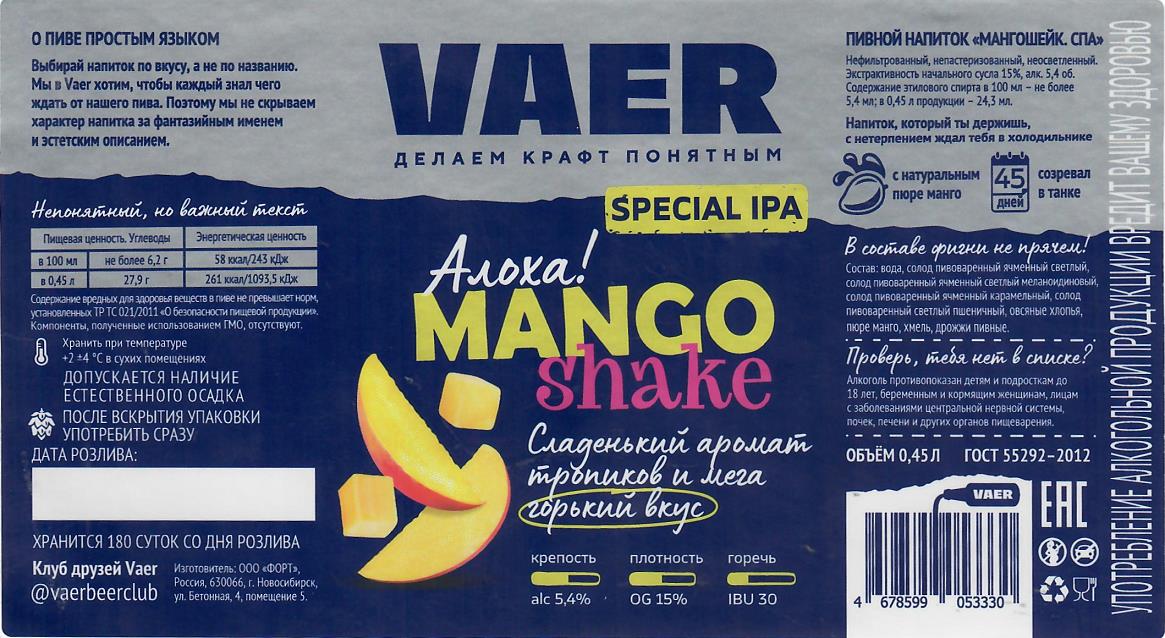 О ПИВЕ ПРОСТЫМ ЯЗЫКОМ
Выбирай напиток по вкусу, а не по названию.
Мы в Vaer хотим, чтобы каждый знал чего
ждать от нашего пива. Поэтому мы не скрываем
характер напитка за фантазийным именем
и эстетским описанием.
Непонятный, но важный текст
Пищевая ценность. Углеводы Энергетическая ценность
в 100 мл не более 6,2 г 58 ккал/243 кДж
в 0,45 л 27,9 г 261 ккал/1093,5 кДж
Содержание вредных для здоровья веществ в пиве не превышает норм,
установленных ТР ТС 021/2011 «О безопасности пищевой продукции».
Компоненты, полученные использованием ГМО, отсутствуют.
Хранить при температуре
+2 ±4 °С в сухих помещениях
ДОПУСКАЕТСЯ НАЛИЧИЕ
ЕСТЕСТВЕННОГО ОСАДКА
ПОСЛЕ ВСКРЫТИЯ УПАКОВКИ
УПОТРЕБИТЬ СРАЗУ
ДАТА РОЗЛИВА:
ХРАНИТСЯ 180 СУТОК СО ДНЯ РОЗЛИВА
Клуб друзей Vaer
@vaerbeerclub
Изготовитель: ООО «ФОРТ»,
Россия, 630066, г. Новосибирск,
ул. Бетонная, 4, помещение 5.
VAER
ДЕЛАЕМ КРАФТ ПОНЯТНЫМ
SPECIAL IPA
Алоха!
MANGO
shake
Сладенький аромат
тропиков и мега
горький вкус
крепость плотность горечь
alc 5,4% OG 15% IBU 30
ПИВНОЙ НАПИТОК «МАНГОШЕЙК. СПА»
Нефильтрованный, непастеризованный, неосветленный.
Экстрактивность начального сусла 15%, алк. 5,4 об.
Содержание этилового спирта в 100 мл – не более
5,4 мл; в 0,45 л продукции – 24,3 мл.
Напиток, который ты держишь,
с нетерпением ждал тебя в холодильнике
с натуральным
пюре манго
45
дней
созревал
в танке
В составе фигни не прячем!
Состав: вода, солод пивоваренный ячменный светлый,
солод пивоваренный ячменный светлый меланоидиновый,
солод пивоваренный ячменный карамельный, солод
пивоваренный светлый пшеничный, овсяные хлопья,
пюре манго, хмель, дрожжи пивные.
Проверь, тебя нет в списке?
Алкоголь противопоказан детям и подросткам до
18 лет, беременным и кормящим женщинам, лицам
с заболеваниями центральной нервной системы,
почек, печени и других органов пищеварения.
ОБЪЁМ 0,45 Л ГОСТ 55292–2012
VAER
EAC
4 678599 053330
УПОТРЕБЛЕНИЕ АЛКОГОЛЬНОЙ ПРОДУКЦИИ ВРЕДИТ ВАШЕМУ ЗДОРОВЬЮ